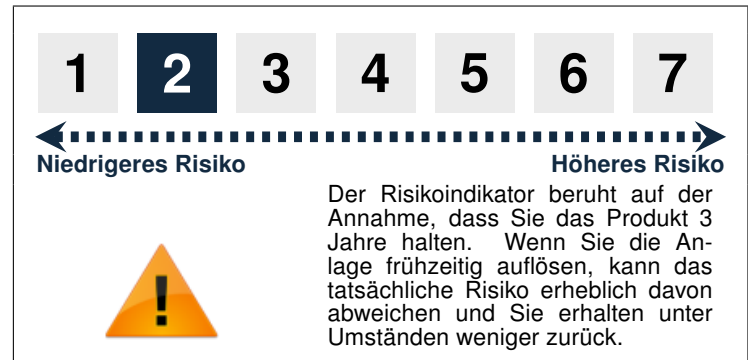 1 2 3 4 5 6 7
Niedrigeres Risiko Höheres Risiko
Der Risikoindikator beruht auf der
Annahme, dass Sie das Produkt 3
Jahre halten. Wenn Sie die An-
lage frühzeitig auflösen, kann das
tatsächliche Risiko erheblich davon
abweichen und Sie erhalten unter
Umständen weniger zurück.
!